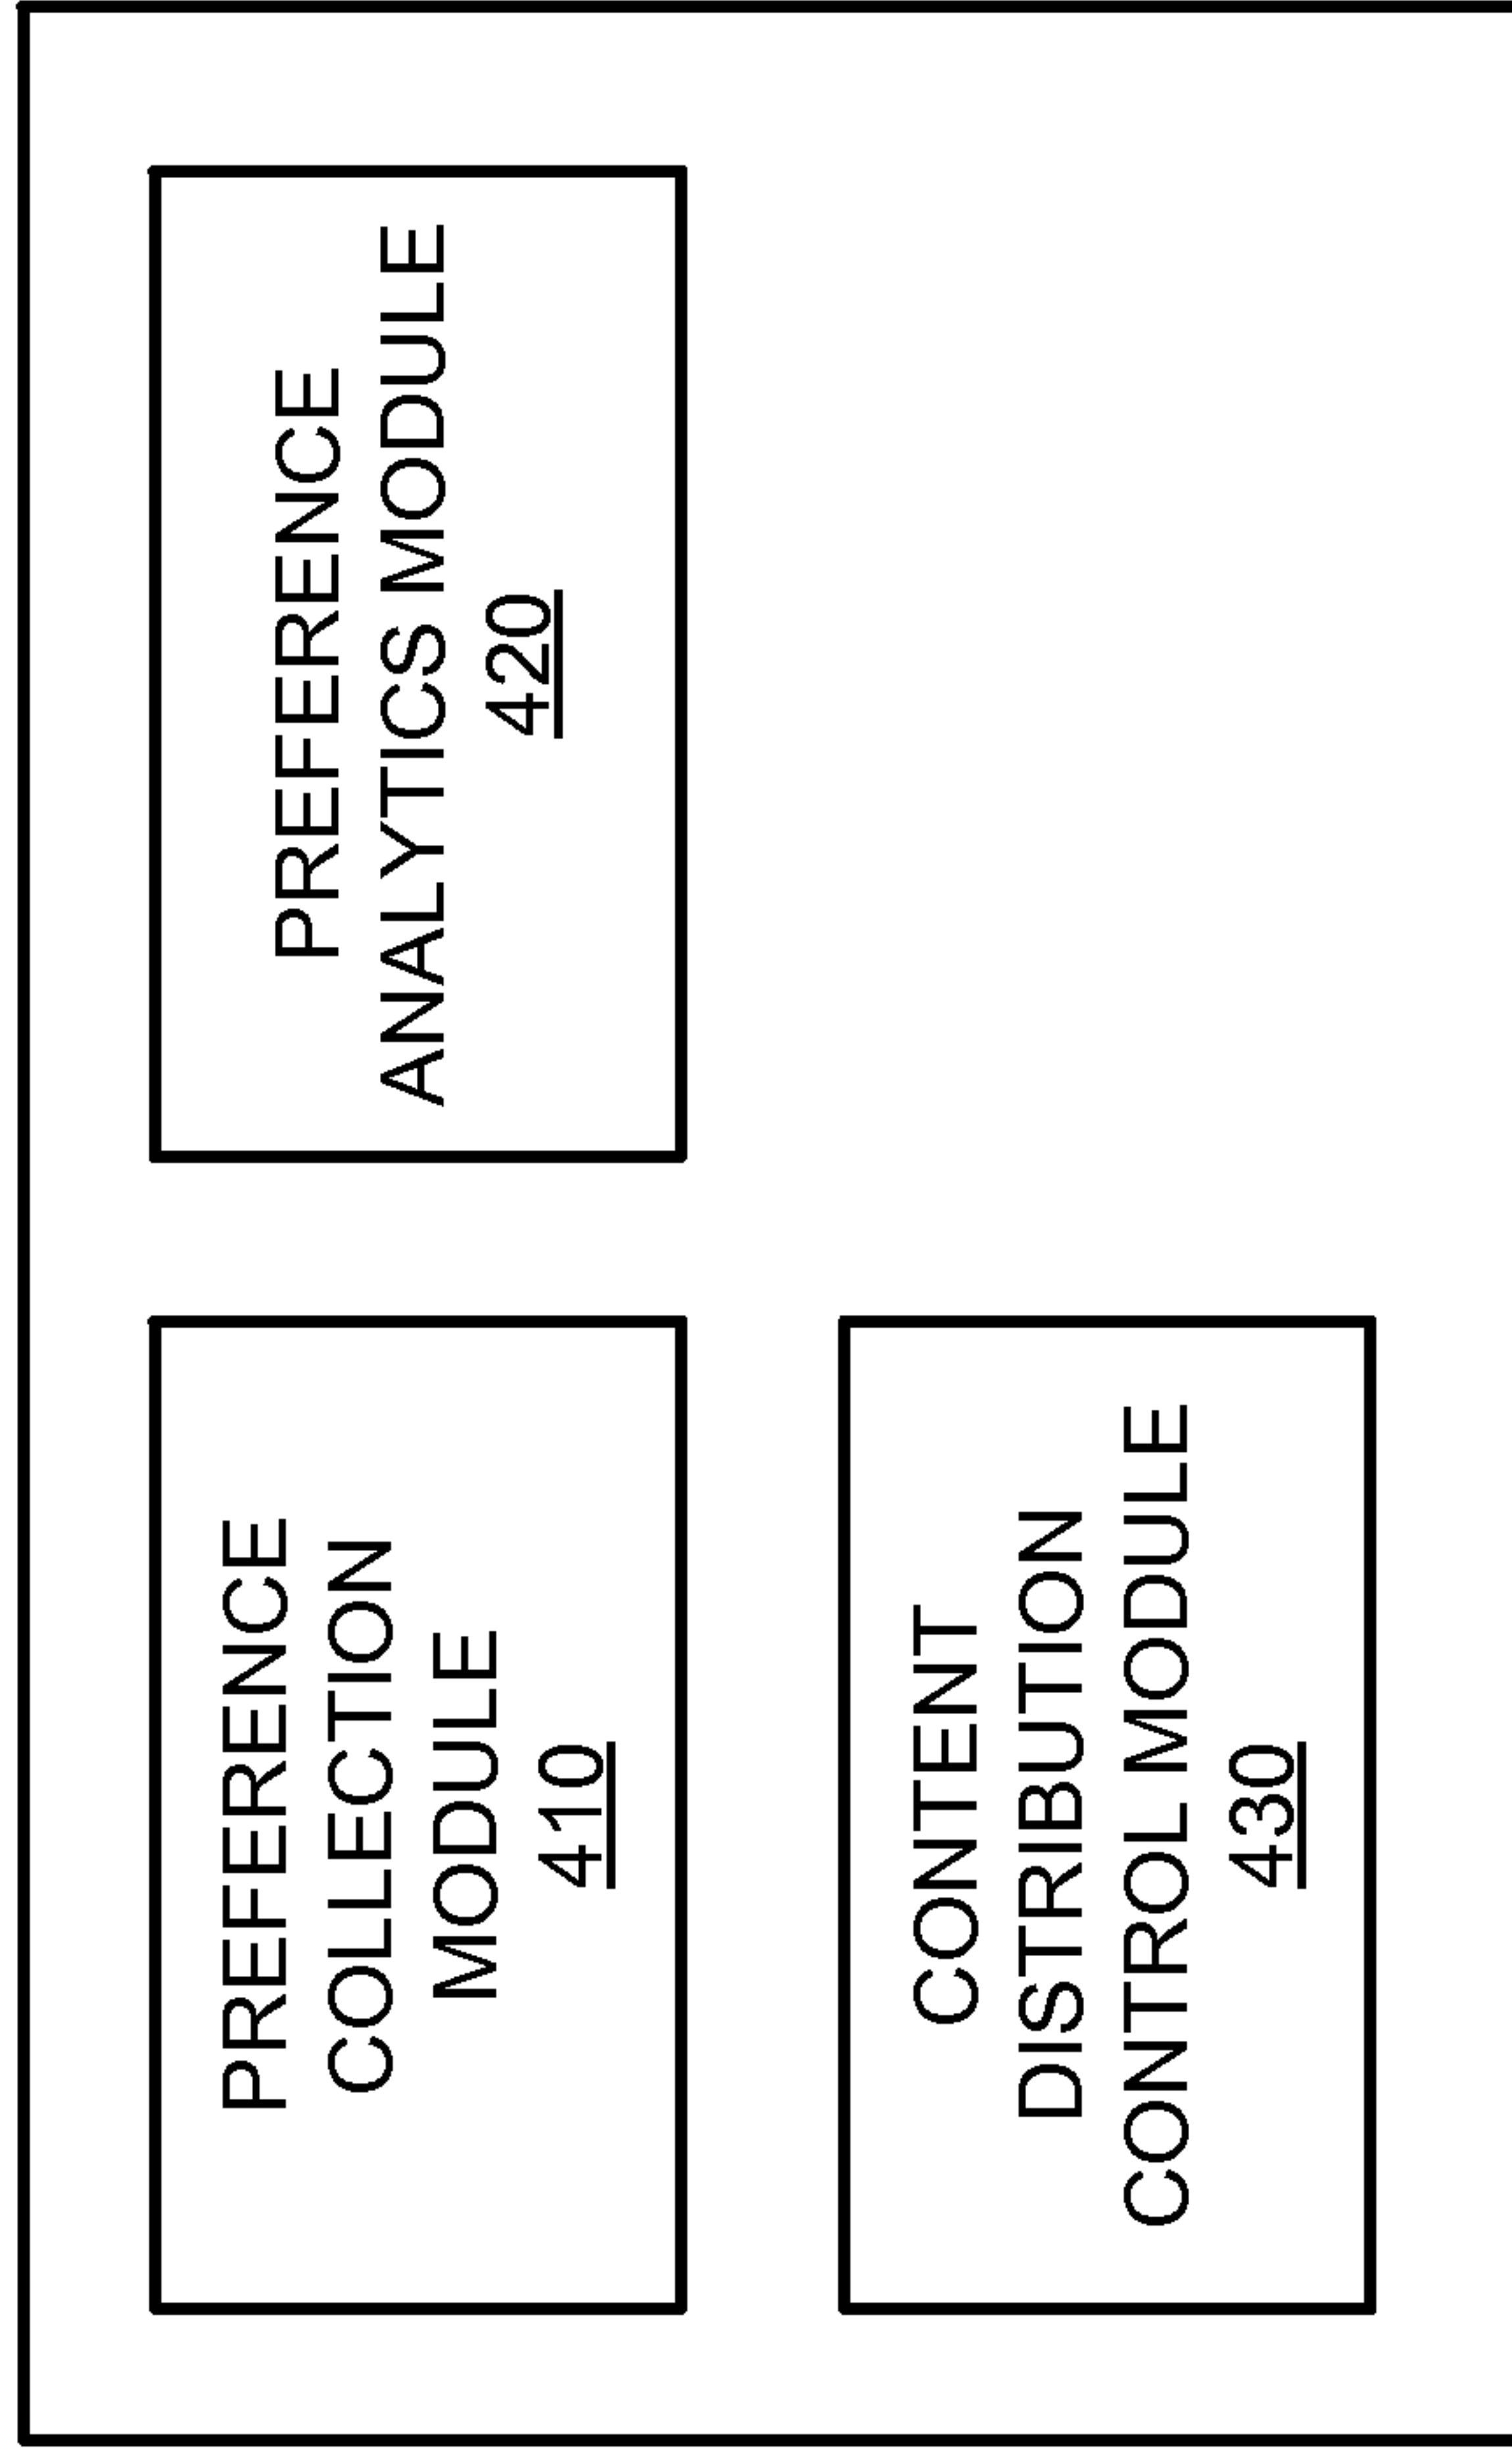 PREFERENCE
COLLECTION
MODULE
410
PREFERENCE
ANALYTICS MODULE
420
CONTENT
DISTRIBUTION
CONTROL MODULE
430